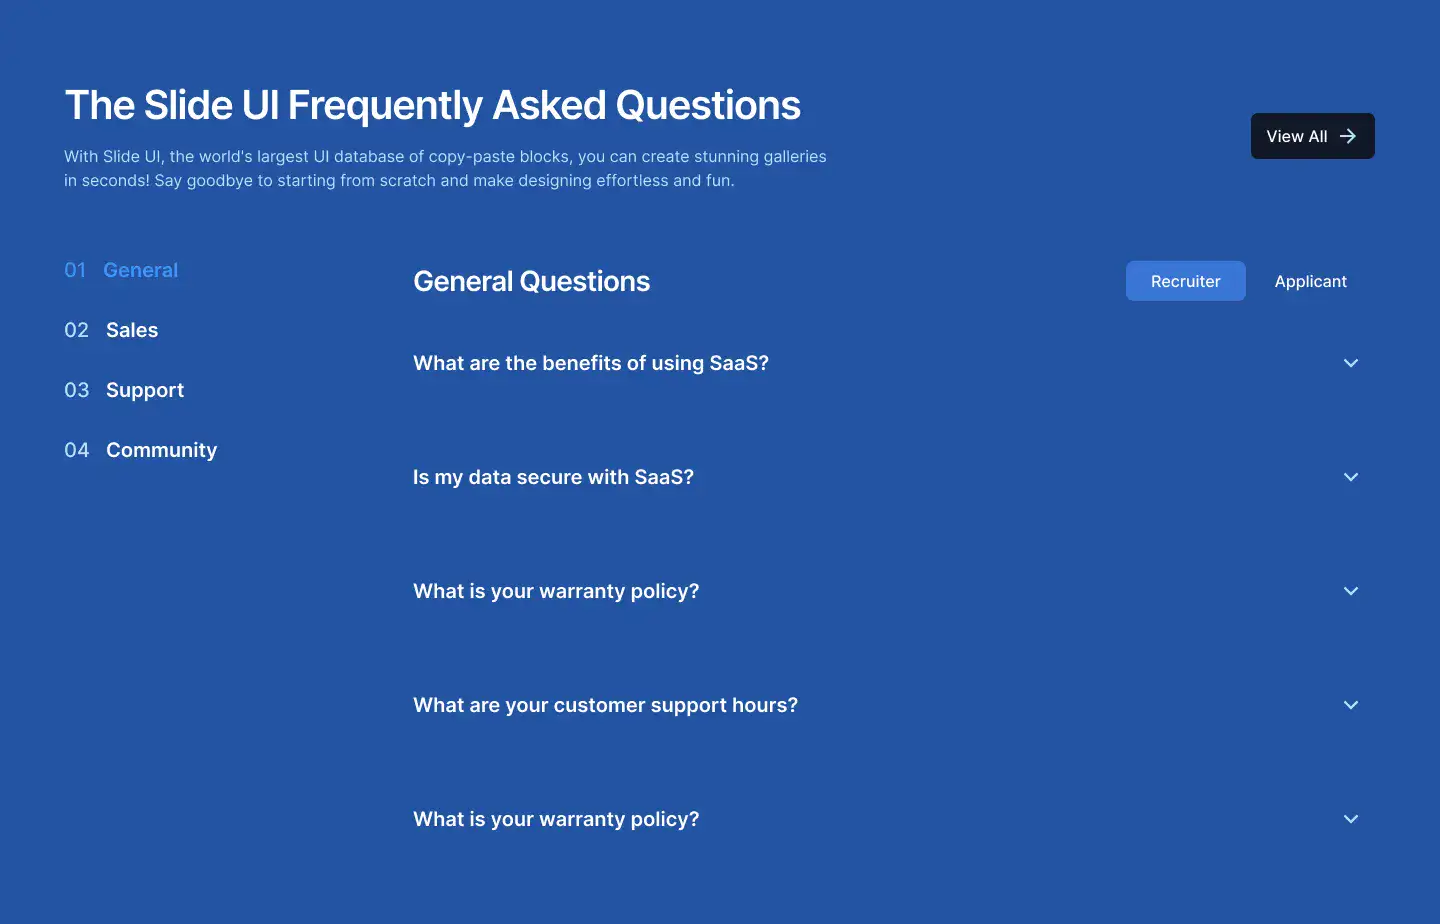 The Slide UI Frequently Asked Questions
With Slide UI, the world's largest UI database of copy-paste blocks, you can create stunning galleries
in seconds! Say goodbye to starting from scratch and make designing effortless and fun.
View All
01 General
02 Sales
03 Support
04 Community
General Questions
Recruiter
Applicant
What are the benefits of using SaaS?
Is my data secure with SaaS?
What is your warranty policy?
What are your customer support hours?
What is your warranty policy?